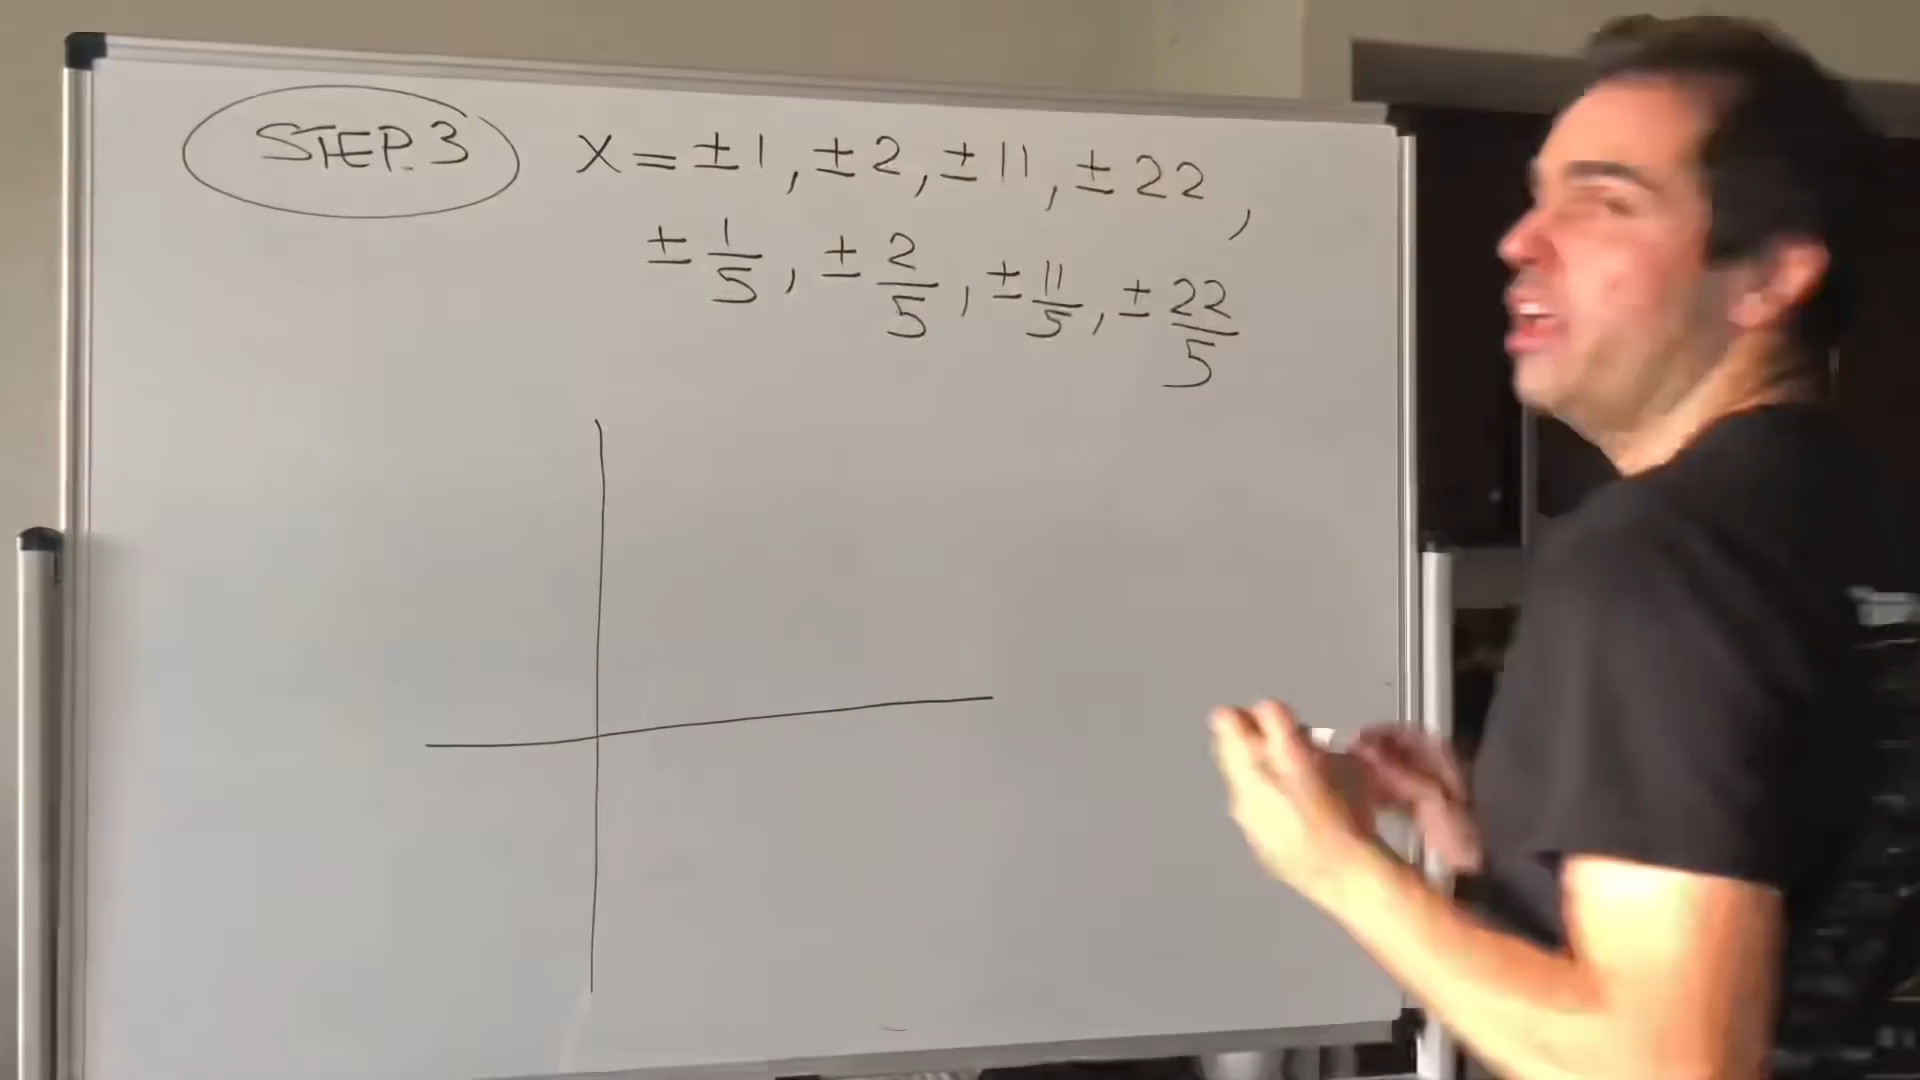 STEP.3 X = ±1, ±2, ±11, ±22,
±1/5, ±2/5, ±11/5, ±22/5